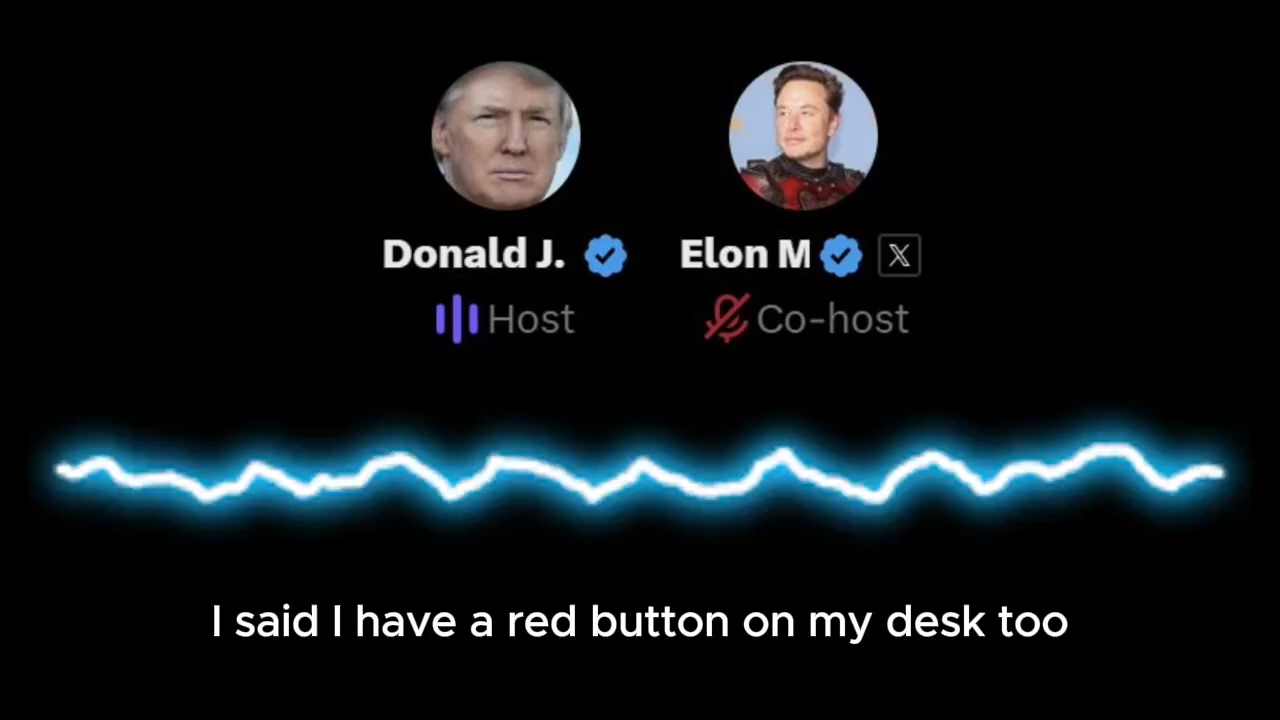 Donald J. Elon M X
Host Co-host
I said I have a red button on my desk too